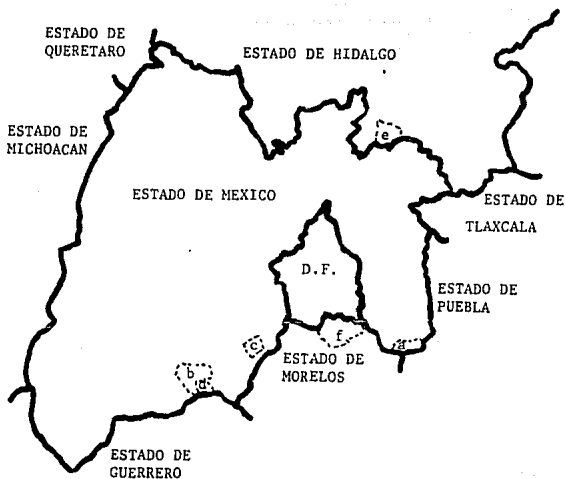 ESTADO DE
QUERETARO
ESTADO DE HIDALGO
ESTADO DE
MICHOACAN
e
ESTADO DE MEXICO
ESTADO DE
TLAXCALA
D.F.
ESTADO DE
PUEBLA
f
a
c
ESTADO DE
MORELOS
b
d
ESTADO DE
GUERRERO